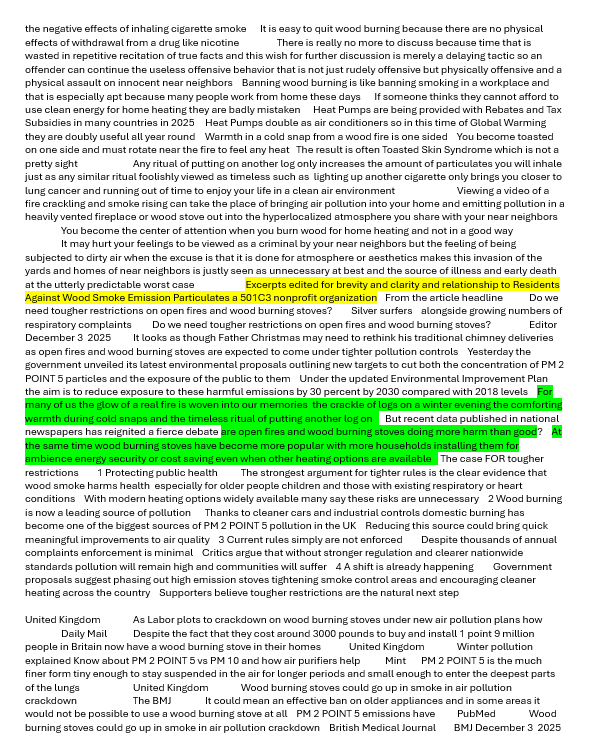 the negative effects of inhaling cigarette smoke It is easy to quit wood burning because there are no physical
effects of withdrawal from a drug like nicotine There is really no more to discuss because time that is
wasted in repetitive recitation of true facts and this wish for further discussion is merely a delaying tactic so an
offender can continue the useless offensive behavior that is not just rudely offensive but physically offensive and a
physical assault on innocent near neighbors Banning wood burning is like banning smoking in a workplace and
that is especially apt because many people work from home these days If someone thinks they cannot afford to
use clean energy for home heating they are badly mistaken Heat Pumps are being provided with Rebates and Tax
Subsidies in many countries in 2025 Heat Pumps double as air conditioners so in this time of Global Warming
they are doubly useful all year round Warmth in a cold snap from a wood fire is one sided You become toasted
on one side and must rotate near the fire to feel any heat The result is often Toasted Skin Syndrome which is not a
pretty sight Any ritual of putting on another log only increases the amount of particulates you will inhale
just as any similar ritual foolishly viewed as timeless such as lighting up another cigarette only brings you closer to
lung cancer and running out of time to enjoy your life in a clean air environment Viewing a video of a
fire crackling and smoke rising can take the place of bringing air pollution into your home and emitting pollution in a
heavily vented fireplace or wood stove out into the hyperlocalized atmosphere you share with your near neighbors
You become the center of attention when you burn wood for home heating and not in a good way
It may hurt your feelings to be viewed as a criminal by your near neighbors but the feeling of being
subjected to dirty air when the excuse is that it is done for atmosphere or aesthetics makes this invasion of the
yards and homes of near neighbors is justly seen as unnecessary at best and the source of illness and early death
at the utterly predictable worst case Excerpts edited for brevity and clarity and relationship to Residents
Against Wood Smoke Emission Particulates a 501C3 nonprofit organization From the article headline Do we
need tougher restrictions on open fires and wood burning stoves? Silver surfers alongside growing numbers of
respiratory complaints Do we need tougher restrictions on open fires and wood burning stoves? Editor
December 3 2025 It looks as though Father Christmas may need to rethink his traditional chimney deliveries
as open fires and wood burning stoves are expected to come under tighter pollution controls Yesterday the
government unveiled its latest environmental proposals outlining new targets to cut both the concentration of PM 2
POINT 5 particles and the exposure of the public to them Under the updated Environmental Improvement Plan
the aim is to reduce exposure to these harmful emissions by 30 percent by 2030 compared with 2018 levels For
many of us the glow of a real fire is woven into our memories the crackle of logs on a winter evening the comforting
warmth during cold snaps and the timeless ritual of putting another log on But recent data published in national
newspapers has reignited a fierce debate are open fires and wood burning stoves doing more harm than good? At
the same time wood burning stoves have become more popular with more households installing them for
ambience energy security or cost saving even when other heating options are available The case FOR tougher
restrictions 1 Protecting public health The strongest argument for tighter rules is the clear evidence that
wood smoke harms health especially for older people children and those with existing respiratory or heart
conditions With modern heating options widely available many say these risks are unnecessary 2 Wood burning
is now a leading source of pollution Thanks to cleaner cars and industrial controls domestic burning has
become one of the biggest sources of PM 2 POINT 5 pollution in the UK Reducing this source could bring quick
meaningful improvements to air quality 3 Current rules simply are not enforced Despite thousands of annual
complaints enforcement is minimal Critics argue that without stronger regulation and clearer nationwide
standards pollution will remain high and communities will suffer 4 A shift is already happening Government
proposals suggest phasing out high emission stoves tightening smoke control areas and encouraging cleaner
heating across the country Supporters believe tougher restrictions are the natural next step
United Kingdom As Labor plots to crackdown on wood burning stoves under new air pollution plans how
Daily Mail Despite the fact that they cost around 3000 pounds to buy and install 1 point 9 million
people in Britain now have a wood burning stove in their homes United Kingdom Winter pollution
explained Know about PM 2 POINT 5 vs PM 10 and how air purifiers help Mint PM 2 POINT 5 is the much
finer form tiny enough to stay suspended in the air for longer periods and small enough to enter the deepest parts
of the lungs United Kingdom Wood burning stoves could go up in smoke in air pollution
crackdown The BMJ It could mean an effective ban on older appliances and in some areas it
would not be possible to use a wood burning stove at all PM 2 POINT 5 emissions have PubMed Wood
burning stoves could go up in smoke in air pollution crackdown British Medical Journal BMJ December 3 2025